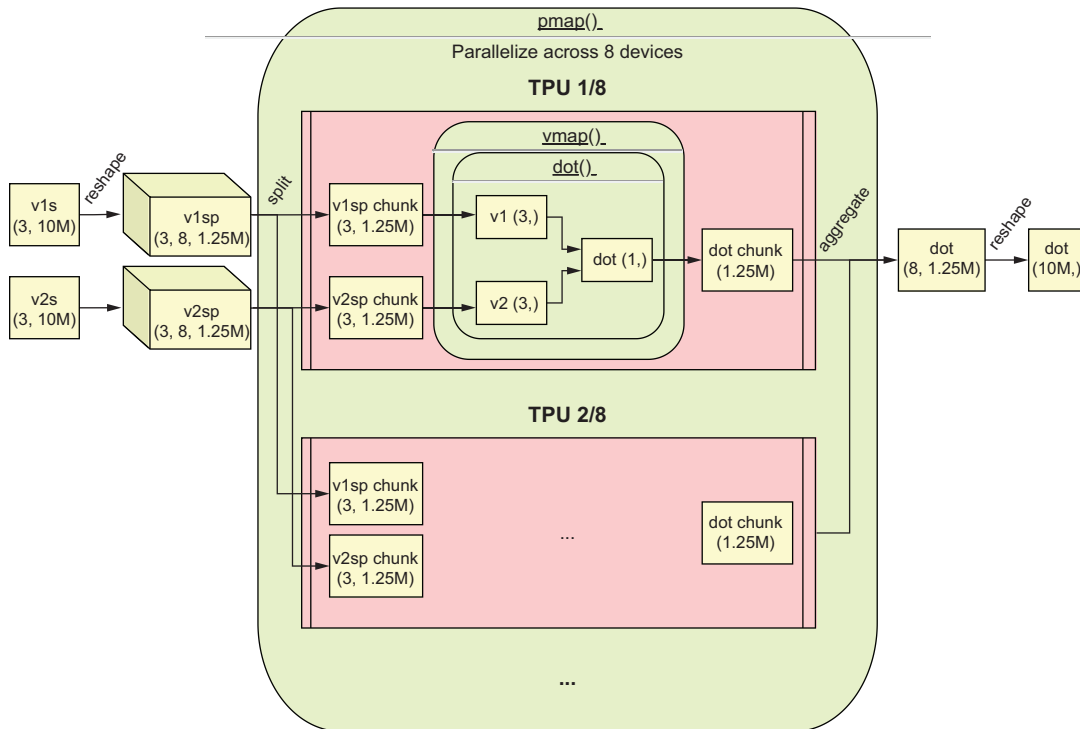 pmap()
Parallelize across 8 devices
TPU 1/8
vmap()
dot()
reshape
split
v1s
(3, 10M)
v1sp
(3, 8, 1.25M)
v1sp chunk
(3, 1.25M)
v1 (3,)
v2s
(3, 10M)
v2sp
(3, 8, 1.25M)
v2sp chunk
(3, 1.25M)
v2 (3,)
dot (1,)
dot chunk
(1.25M)
aggregate
dot
(8, 1.25M)
reshape
dot
(10M,)
TPU 2/8
v1sp chunk
(3, 1.25M)
v2sp chunk
(3, 1.25M)
...
dot chunk
(1.25M)
...